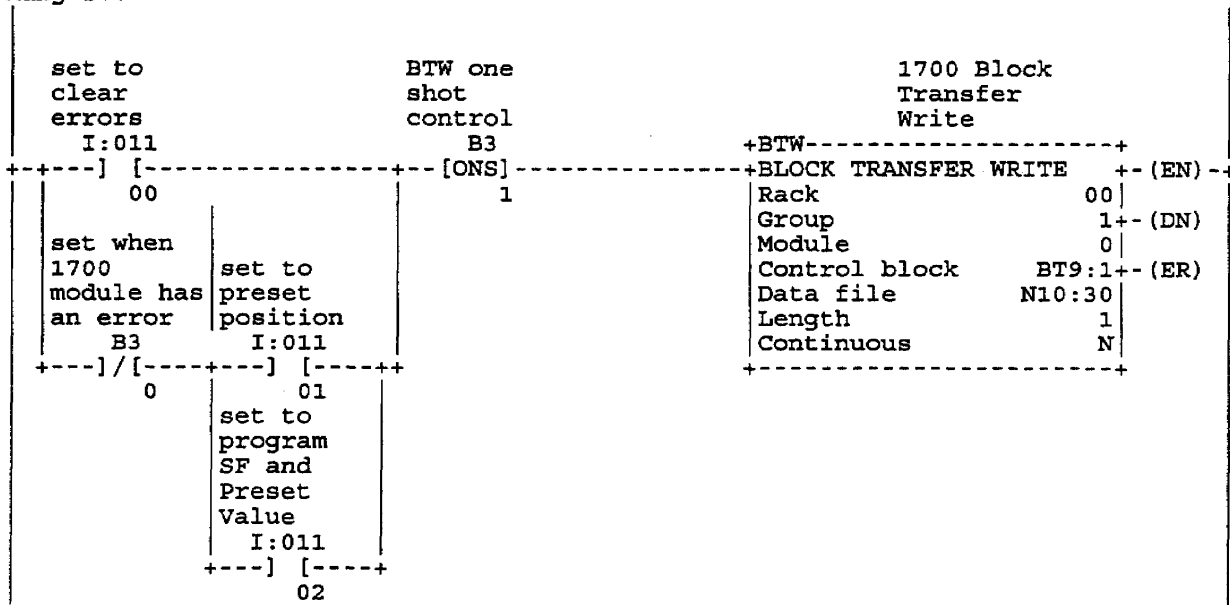 set to BTW one 1700 Block
clear shot Transfer
errors control Write
I:011 B3 +BTW--------------------+
+-+---] [----------------+--[ONS]---------------+BLOCK TRANSFER WRITE +-(EN)-+
00 1 |Rack 00|
|Group 1+-(DN)
set when |Module 0|
1700 set to |Control block BT9:1+-(ER)
module has preset |Data file N10:30|
an error position |Length 1|
B3 I:011 |Continuous N|
+---]/[----+---] [----++ +-----------------------+
0 01
set to
program
SF and
Preset
Value
I:011
+---] [----+
02